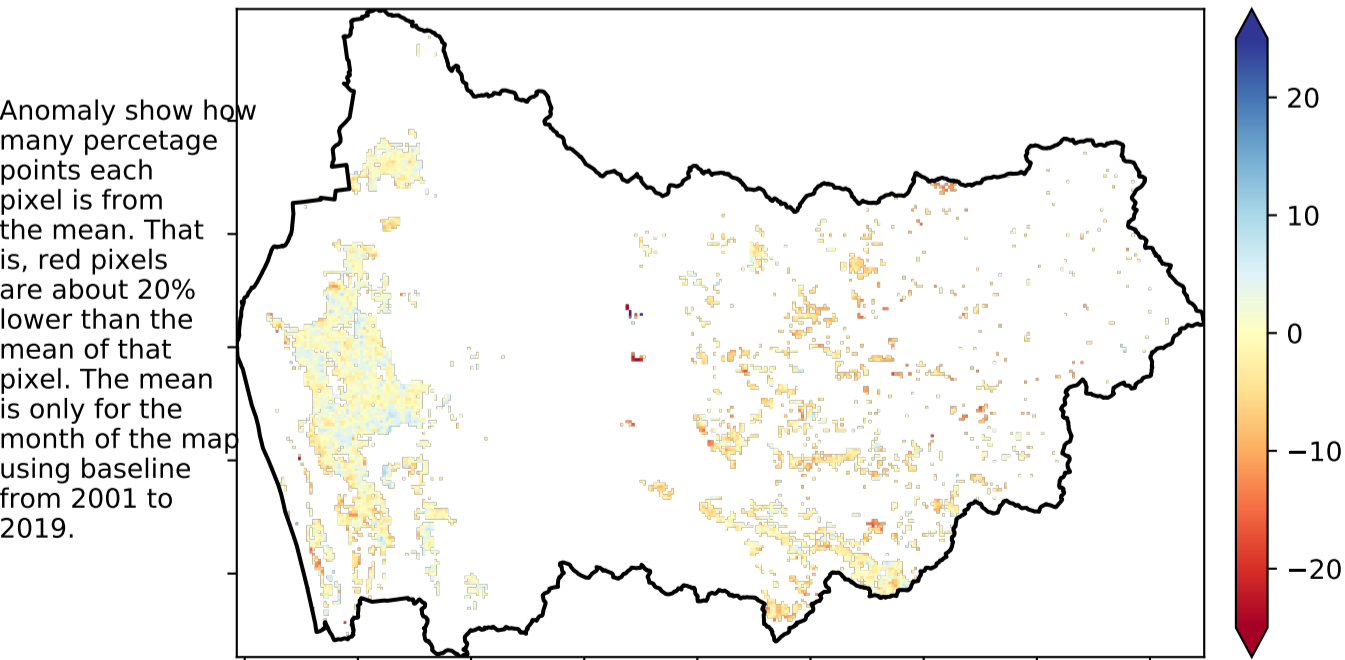 Anomaly show how
many percetage
points each
pixel is from
the mean. That
is, red pixels
are about 20%
lower than the
mean of that
pixel. The mean
is only for the
month of the map
using baseline
from 2001 to
2019.
20
10
0
−10
−20